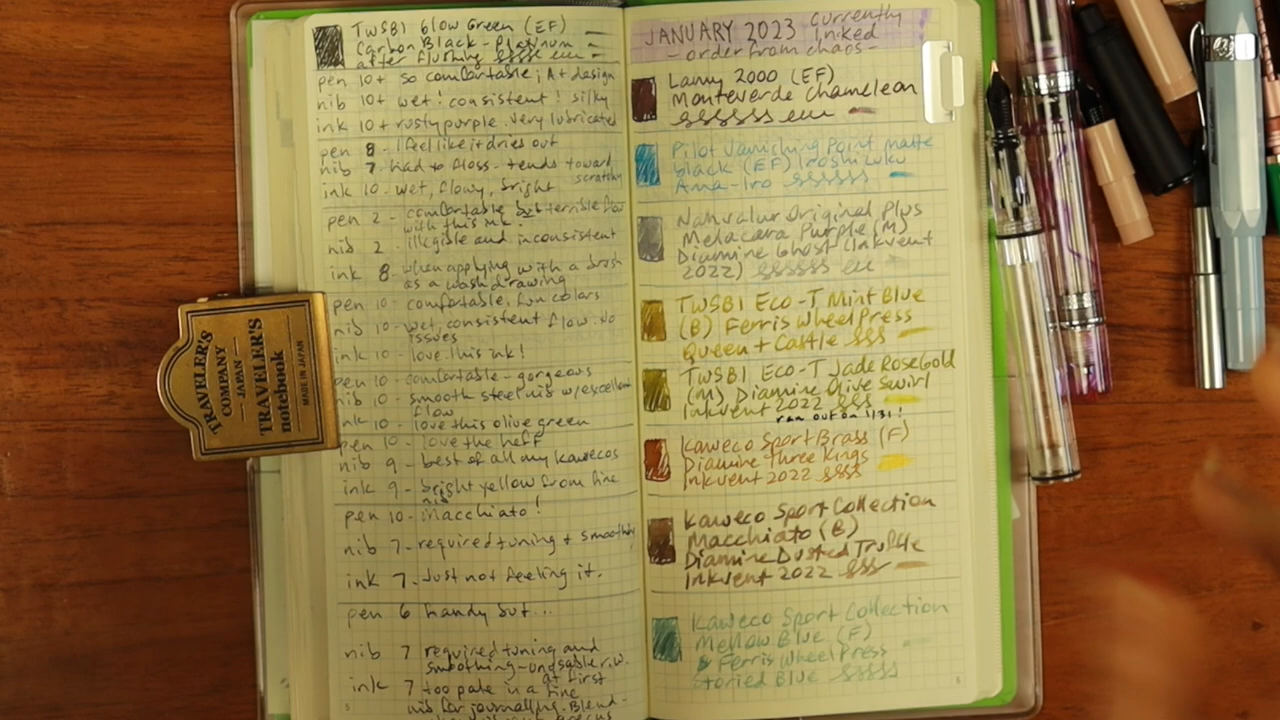 TWSBI Glow Green (EF)
Carbon Black - Platinum
after flushing
pen 10+ so comfortable; A+ design
nib 10+ wet! consistent! silky
ink 10+ rusty purple. very lubricated
pen 8 - I feel like it dries out
nib 7 - had to floss - tends toward
scratchy
ink 10 - wet, flowy, bright
pen 2 - comfortable but terrible flow
with this ink.
nib 2 illegible and inconsistent
ink 8 - when applying with a brush
as a wash drawing
pen 10 - comfortable, fun colors
nib 10 - wet, consistent flow. no
issues
ink 10 - love this ink!
pen 10 - comfortable - gorgeous
nib 10 - smooth steel nib w/excellent
flow
ink 10 - love this olive green
pen 10 - love the heft
nib 9 - best of all my kawecos
ink 9 - bright yellow from fine
nib
pen 10 - Macchiato!
nib 7 - required tuning + smoothing
ink 7 - Just not feeling it.
pen 6 handy but...
nib 7 required tuning and
smoothing - 
at first
ink 7 too pale in a fine
nib for journalling. Blend-
TRAVELER'S
COMPANY
JAPAN
TRAVELER'S
notebook
MADE IN JAPAN
JANUARY 2023 Currently
Inked
- order from chaos -
Lamy 2000 (EF)
Monteverde Chameleon
Pilot Vanishing Point matte
black (EF) Iroshizuku
Ama-Iro
Nahvalur Original Plus
Melacara Purple (M)
Diamine Ghost (Inkvent
2022)
TWSBI Eco-T Mint Blue
(B) Ferris Wheel Press
Queen + Castle
TWSBI Eco-T Jade Rose Gold
(M) Diamine Olive Swirl
Inkvent 2022
ran out on 1/31!
Kaweco Sport Brass (F)
Diamine Three Kings
Inkvent 2022
Kaweco Sport Collection
Macchiato (B)
Diamine Dusted Truffle
Inkvent 2022
Kaweco Sport Collection
Mellow Blue (F)
Ferris Wheel Press
Storied Blue